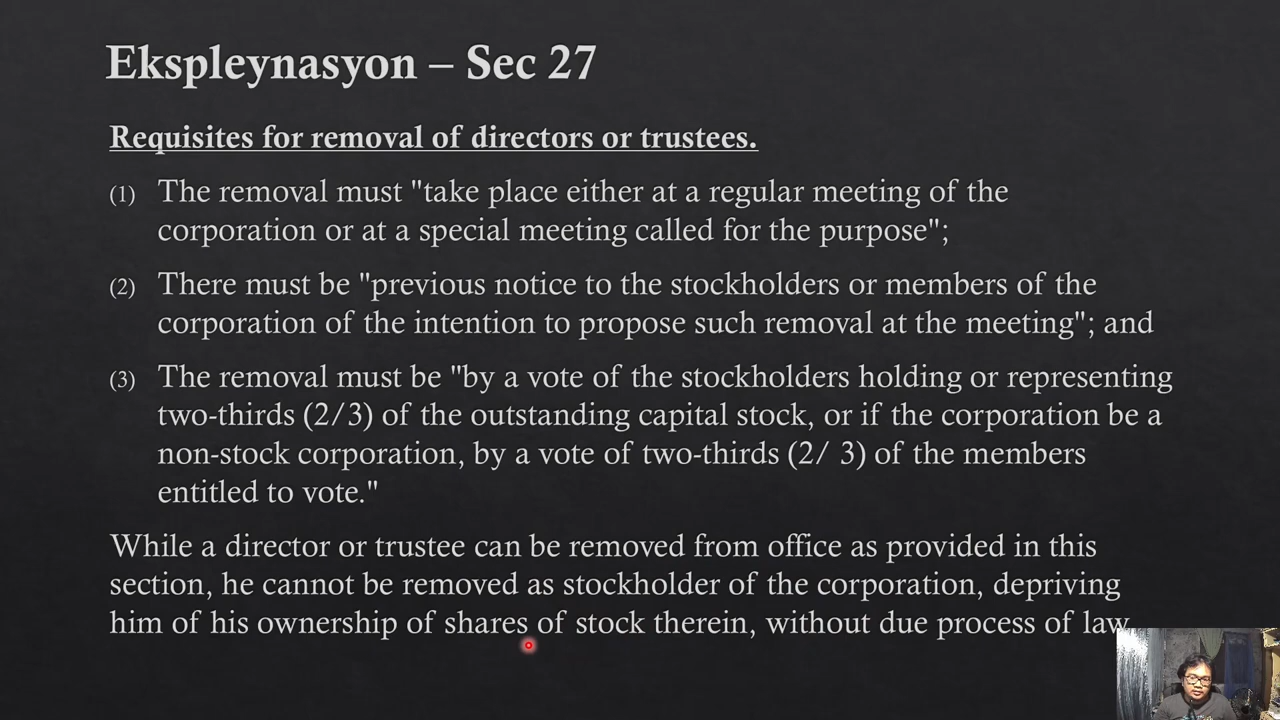 Ekspleynasyon – Sec 27
Requisites for removal of directors or trustees.
(1) The removal must "take place either at a regular meeting of the
corporation or at a special meeting called for the purpose";
(2) There must be "previous notice to the stockholders or members of the
corporation of the intention to propose such removal at the meeting"; and
(3) The removal must be "by a vote of the stockholders holding or representing
two-thirds (2/3) of the outstanding capital stock, or if the corporation be a
non-stock corporation, by a vote of two-thirds (2/ 3) of the members
entitled to vote."
While a director or trustee can be removed from office as provided in this
section, he cannot be removed as stockholder of the corporation, depriving
him of his ownership of shares of stock therein, without due process of law